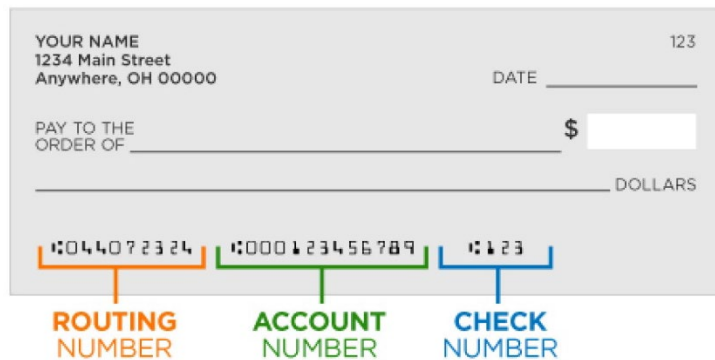 YOUR NAME 123
1234 Main Street
Anywhere, OH 00000
DATE
PAY TO THE
ORDER OF $
DOLLARS
⑆044072324 ⑆000123456789 ⑆123
ROUTING ACCOUNT CHECK
NUMBER NUMBER NUMBER